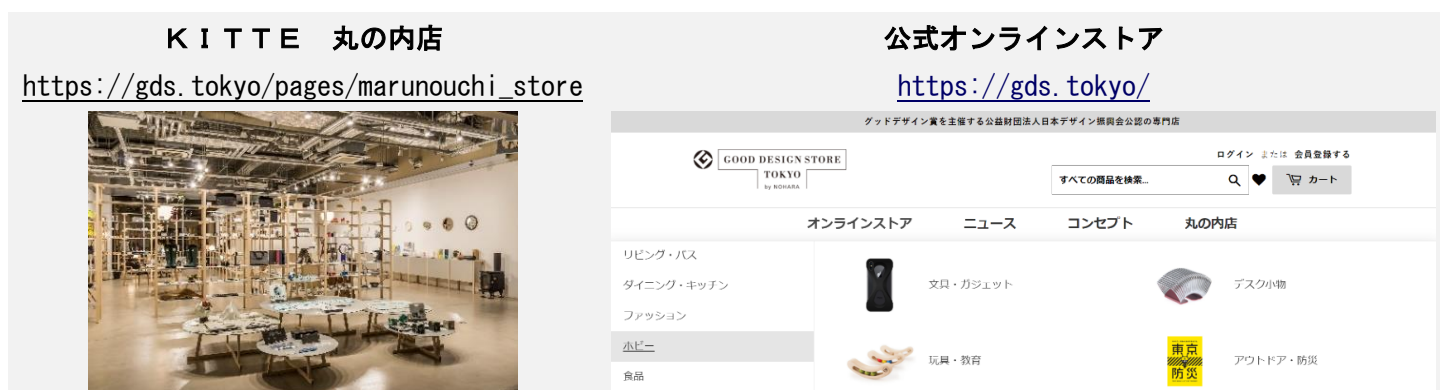 ＫＩＴＴＥ　丸の内店
https://gds.tokyo/pages/marunouchi_store
公式オンラインストア
https://gds.tokyo/
グッドデザイン賞を主催する公益財団法人日本デザイン振興会公認の専門店
GOOD DESIGN STORE
TOKYO
by NOHARA
ログイン または 会員登録する
すべての商品を検索...
カート
オンラインストア ニュース コンセプト 丸の内店
リビング・バス
ダイニング・キッチン
ファッション
ホビー
食品
文具・ガジェット
デスク小物
玩具・教育
東京
防災
アウトドア・防災